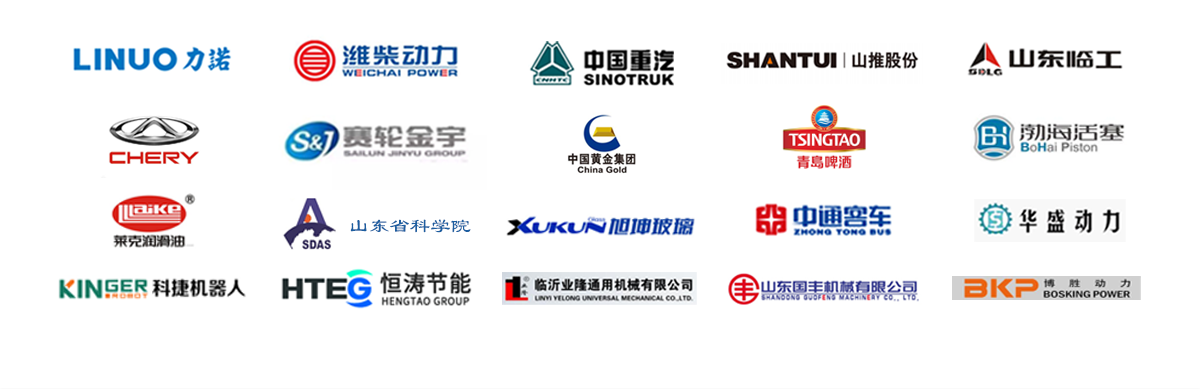 LINUO 力諾
潍柴动力
WEICHAI POWER
中国重汽
SINOTRUK
CNHTC
SHANTUI 山推股份
SDLG
山东临工
CHERY
S&J 赛轮金宇
SAILUN JINYU GROUP
中国黄金集团
China Gold
TSINGTAO
青島啤酒
BH 渤海活塞
BoHai Piston
laike ®
莱克润滑油
SDAS
山东省科学院
XUKUN China 旭坤玻璃
中通客车
ZHONG TONG BUS
华盛动力
KINGER 科捷机器人
ROBOT
HTEG 恒涛节能
HENGTAO GROUP
临沂业隆通用机械有限公司
LINYI YELONG UNIVERSAL MECHANICAL CO.,LTD.
丰 山东国丰机械有限公司
SHANDONG GUOFENG MACHINERY CO., LTD.
BKP 博胜动力
BOSKING POWER